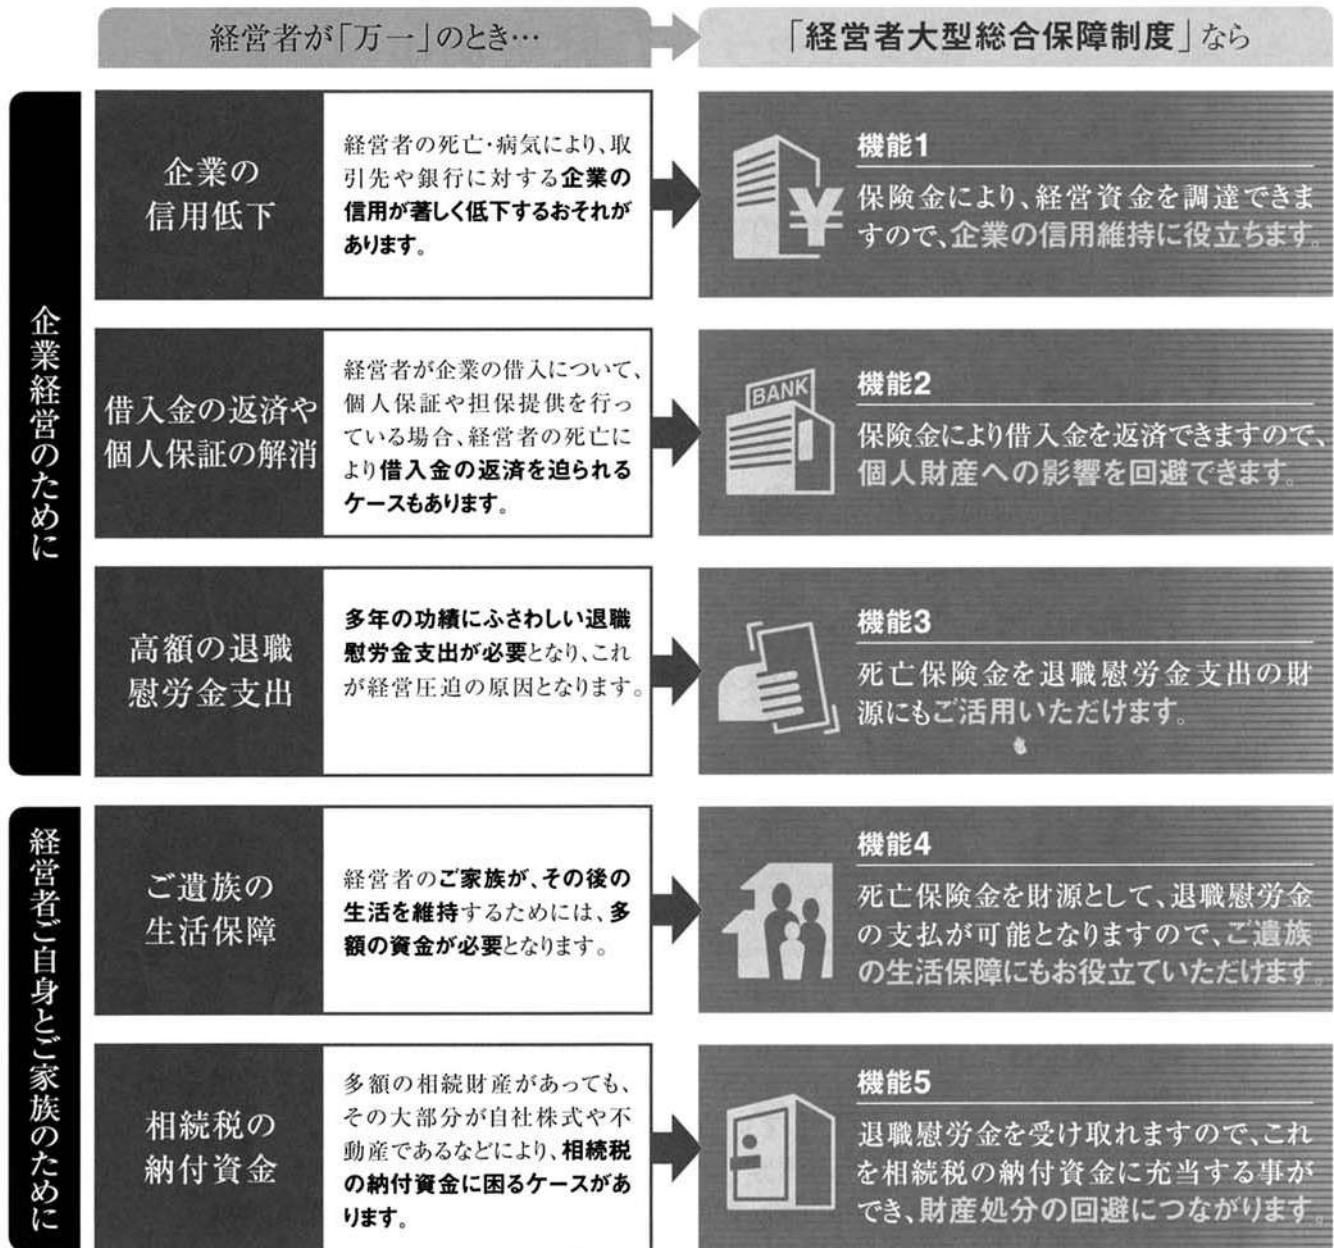 経営者が「万一」のとき…
「経営者大型総合保障制度」なら
企業経営のために
企業の
信用低下
経営者の死亡・病気により、取
引先や銀行に対する企業の
信用が著しく低下するおそれが
あります。
機能1
保険金により、経営資金を調達できま
すので、企業の信用維持に役立ちます。
借入金の返済や
個人保証の解消
経営者が企業の借入について、
個人保証や担保提供を行っ
ている場合、経営者の死亡に
より借入金の返済を迫られる
ケースもあります。
BANK
機能2
保険金により借入金を返済できますので、
個人財産への影響を回避できます。
高額の退職
慰労金支出
多年の功績にふさわしい退職
慰労金支出が必要となり、これ
が経営圧迫の原因となります。
機能3
死亡保険金を退職慰労金支出の財
源にもご活用いただけます。
経営者ご自身とご家族のために
ご遺族の
生活保障
経営者のご家族が、その後の
生活を維持するためには、多
額の資金が必要となります。
機能4
死亡保険金を財源として、退職慰労金
の支払が可能となりますので、ご遺族
の生活保障にもお役立ていただけます。
相続税の
納付資金
多額の相続財産があっても、
その大部分が自社株式や不
動産であるなどにより、相続税
の納付資金に困るケースがあ
ります。
機能5
退職慰労金を受け取れますので、これ
を相続税の納付資金に充当する事が
でき、財産処分の回避につながります。
¥